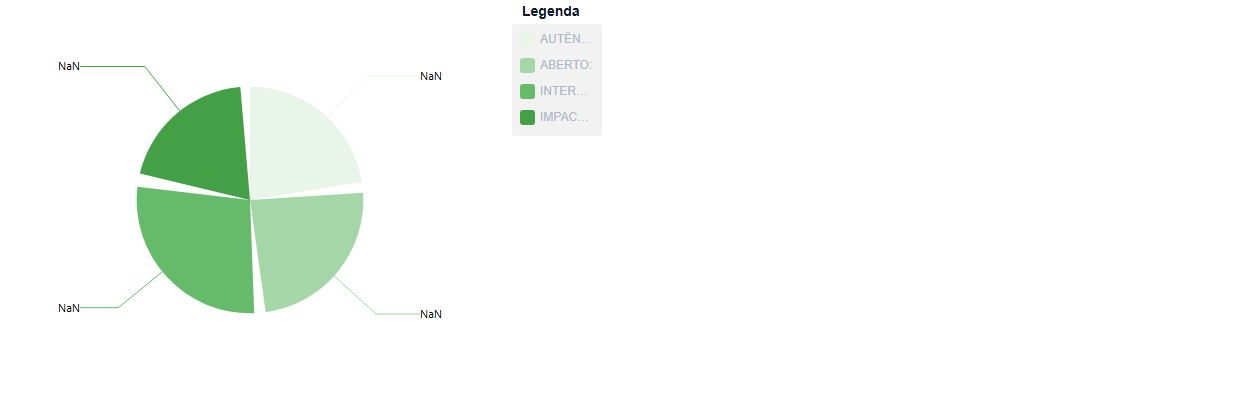 Legenda
AUTÊN...
ABERTO:
INTER...
IMPAC...
NaN
NaN
NaN
NaN